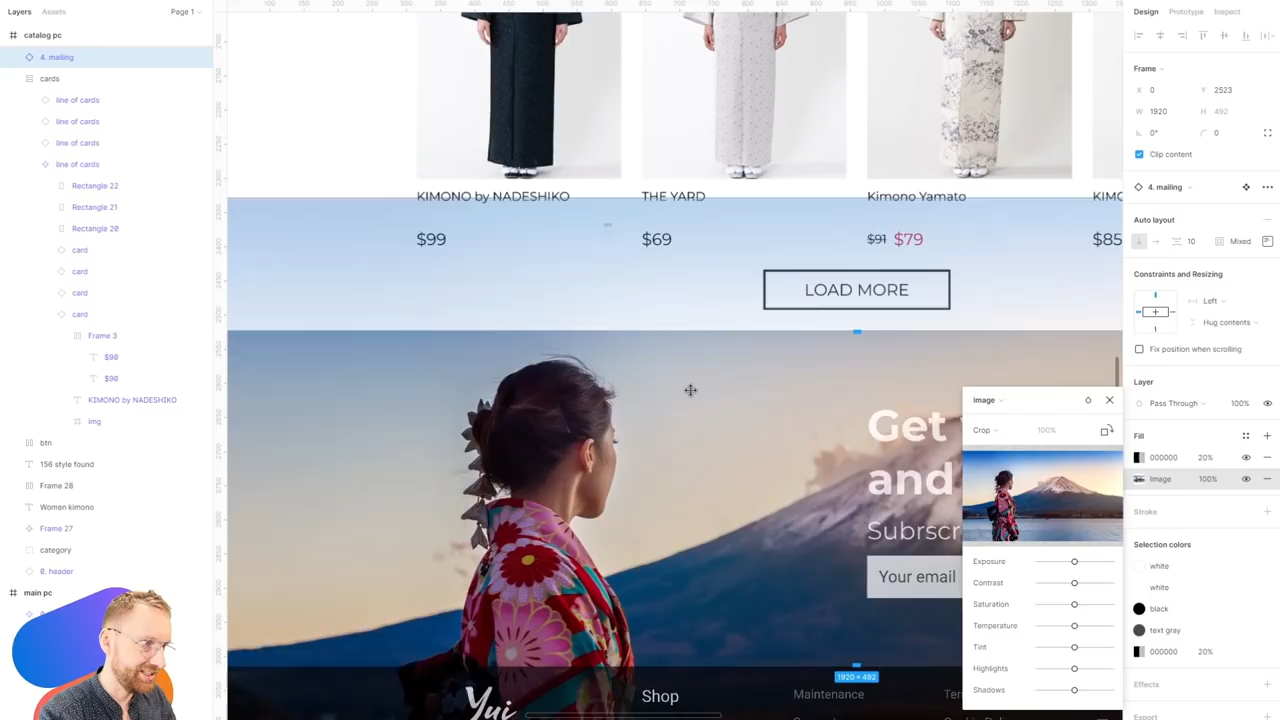 Layers Assets Page 1
catalog pc
4. mailing
cards
line of cards
line of cards
line of cards
line of cards
Rectangle 22
Rectangle 21
Rectangle 20
card
card
card
card
Frame 3
$90
$90
KIMONO by NADESHIKO
img
btn
156 style found
Frame 28
Women kimono
Frame 27
category
0. header
main pc
KIMONO by NADESHIKO THE YARD Kimono Yamato
$99 $69 $91 $79 $85
LOAD MORE
Get
and
Your email
1920 × 492
Yui Shop Maintenance
Image
Crop 100%
Exposure
Contrast
Saturation
Temperature
Tint
Highlights
Shadows
Design Prototype Inspect
Frame
X 0 Y 2523
W 1920 H 492
0° 0
Clip content
4. mailing
Auto layout
10 Mixed
Constraints and Resizing
Left
Hug contents
Fix position when scrolling
Layer
Pass Through 100%
Fill
000000 20%
Image 100%
Stroke
Selection colors
white
white
black
text gray
000000 20%
Effects
Export